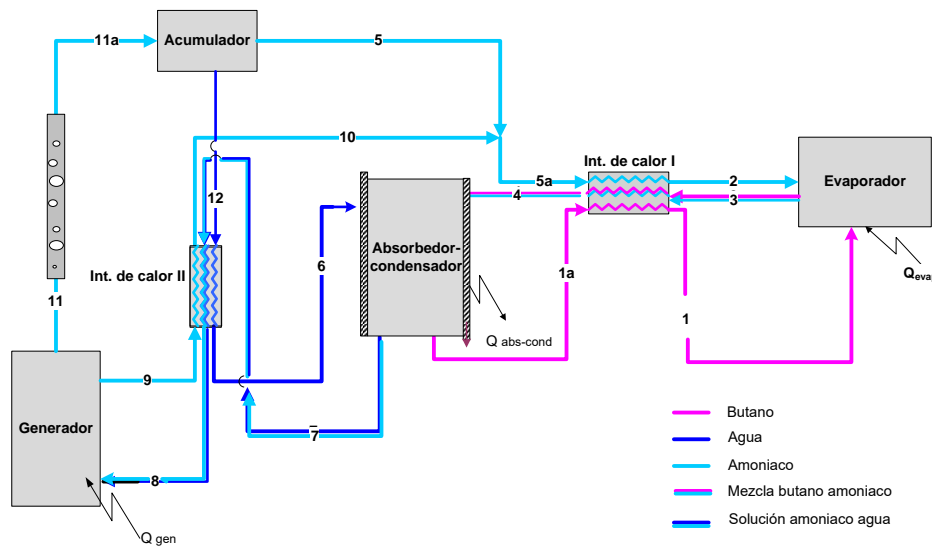 11a
Acumulador
5
10
Int. de calor I
5a
2
Evaporador
4
3
12
Absorbedor-
condensador
Int. de calor II
6
1a
Q evap
11
1
Q abs-cond
9
Generador
7
8
Q gen
Butano
Agua
Amoniaco
Mezcla butano amoniaco
Solución amoniaco agua